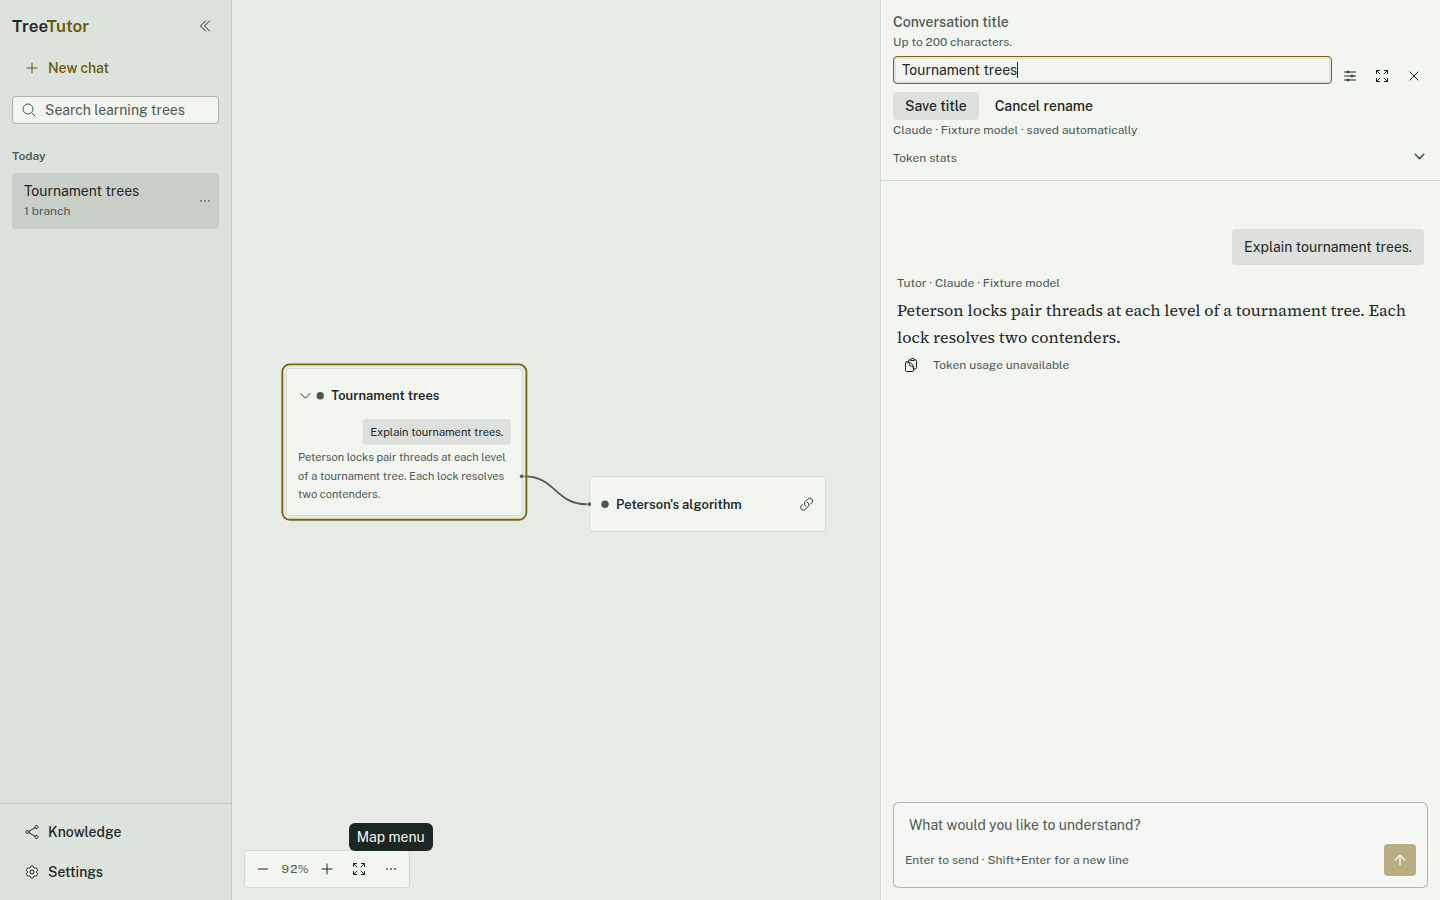 TreeTutor
New chat
Search learning trees
Today
Tournament trees
1 branch
Knowledge
Settings
Tournament trees
Explain tournament trees.
Peterson locks pair threads at each level
of a tournament tree. Each lock resolves
two contenders.
Peterson's algorithm
Map menu
92%
Conversation title
Up to 200 characters.
Tournament trees
Save title
Cancel rename
Claude · Fixture model · saved automatically
Token stats
Explain tournament trees.
Tutor · Claude · Fixture model
Peterson locks pair threads at each level of a tournament tree. Each
lock resolves two contenders.
Token usage unavailable
What would you like to understand?
Enter to send · Shift+Enter for a new line